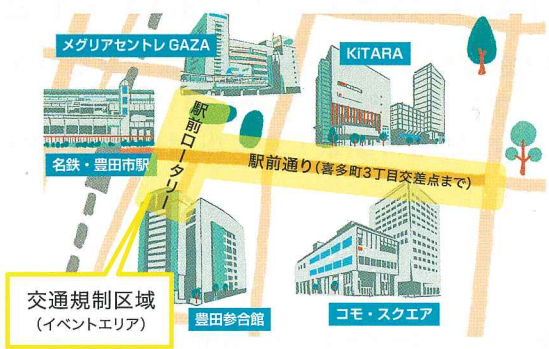 メグリアセントレ GAZA
KiTARA
駅前ロータリー
名鉄・豊田市駅
駅前通り(喜多町3丁目交差点まで)
交通規制区域
(イベントエリア)
豊田参合館
コモ・スクエア